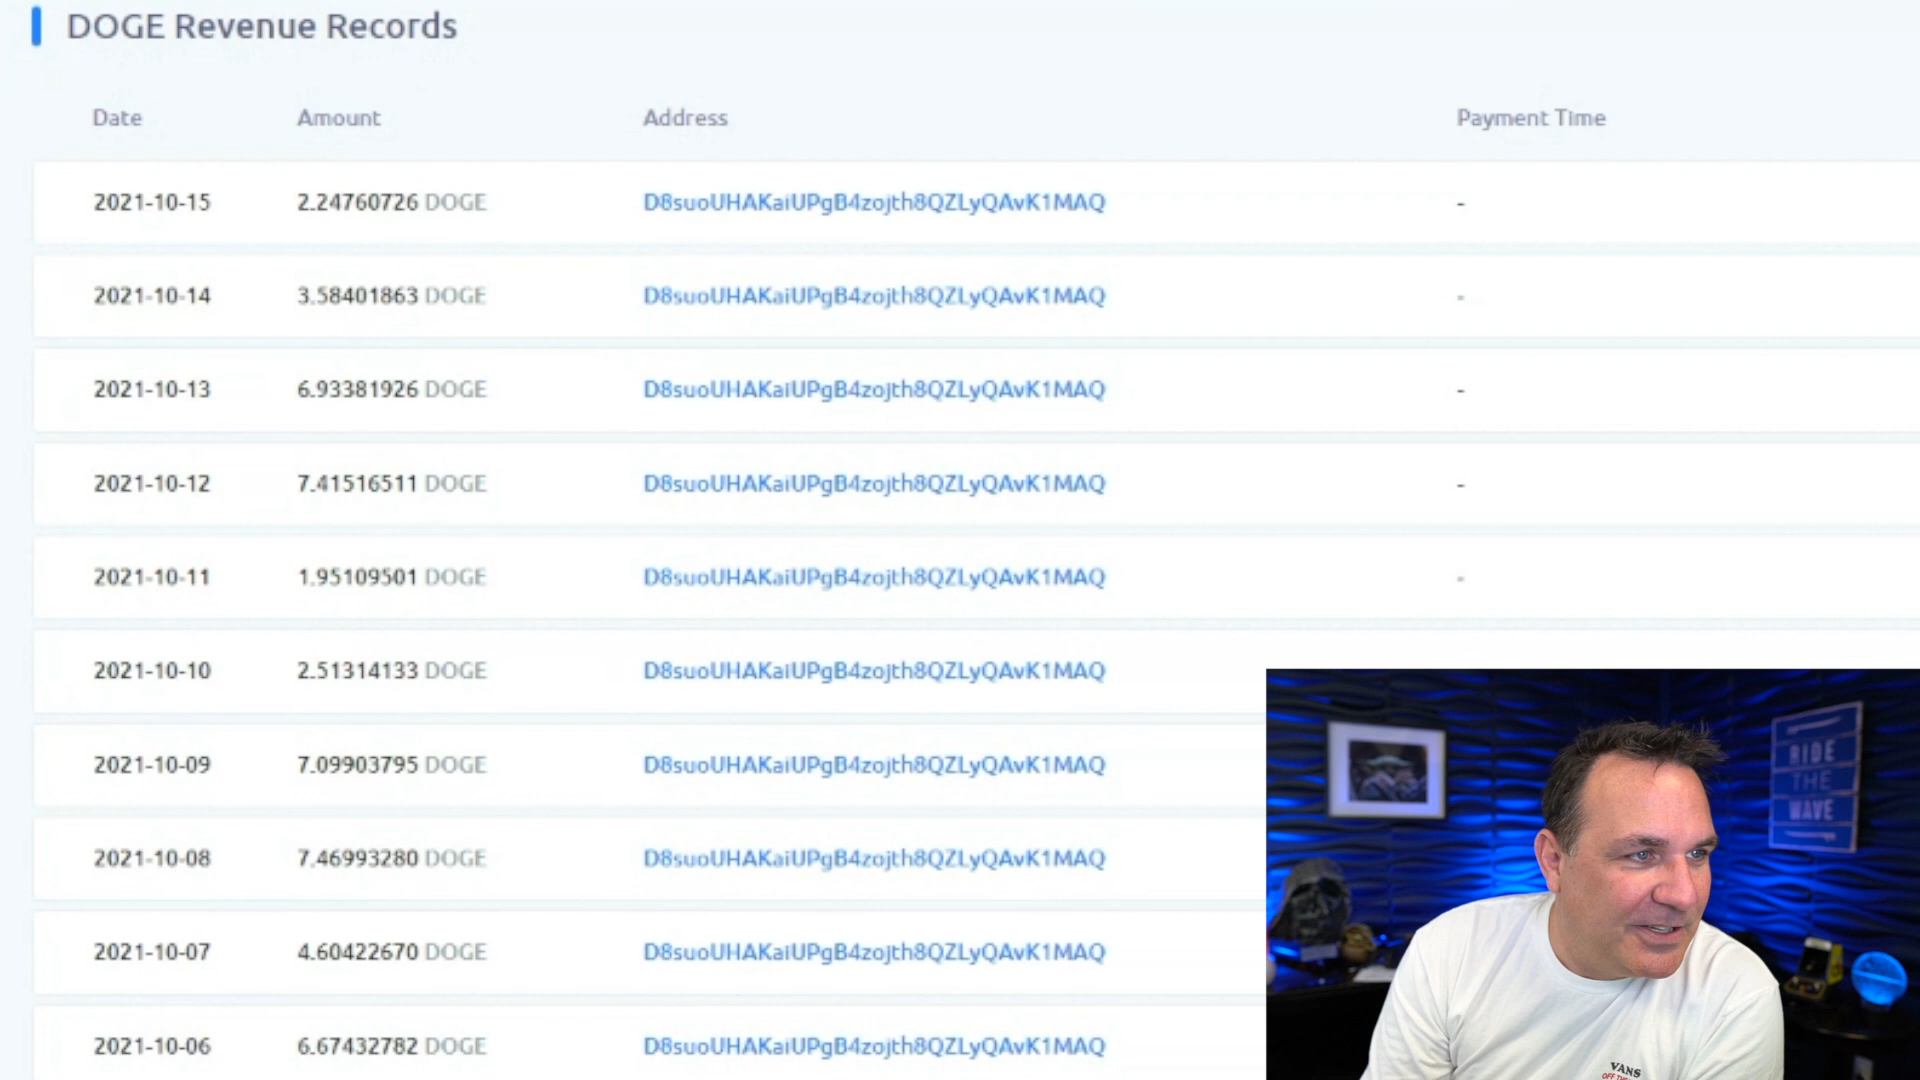 DOGE Revenue Records
Date Amount Address Payment Time
2021-10-15 2.24760726 DOGE D8suoUHAKaiUPgB4zojth8QZLyQAvK1MAQ -
2021-10-14 3.58401863 DOGE D8suoUHAKaiUPgB4zojth8QZLyQAvK1MAQ -
2021-10-13 6.93381926 DOGE D8suoUHAKaiUPgB4zojth8QZLyQAvK1MAQ -
2021-10-12 7.41516511 DOGE D8suoUHAKaiUPgB4zojth8QZLyQAvK1MAQ -
2021-10-11 1.95109501 DOGE D8suoUHAKaiUPgB4zojth8QZLyQAvK1MAQ -
2021-10-10 2.51314133 DOGE D8suoUHAKaiUPgB4zojth8QZLyQAvK1MAQ
2021-10-09 7.09903795 DOGE D8suoUHAKaiUPgB4zojth8QZLyQAvK1MAQ
2021-10-08 7.46993280 DOGE D8suoUHAKaiUPgB4zojth8QZLyQAvK1MAQ
2021-10-07 4.60422670 DOGE D8suoUHAKaiUPgB4zojth8QZLyQAvK1MAQ
2021-10-06 6.67432782 DOGE D8suoUHAKaiUPgB4zojth8QZLyQAvK1MAQ
RIDE
THE
WAVE
VANS
OFF